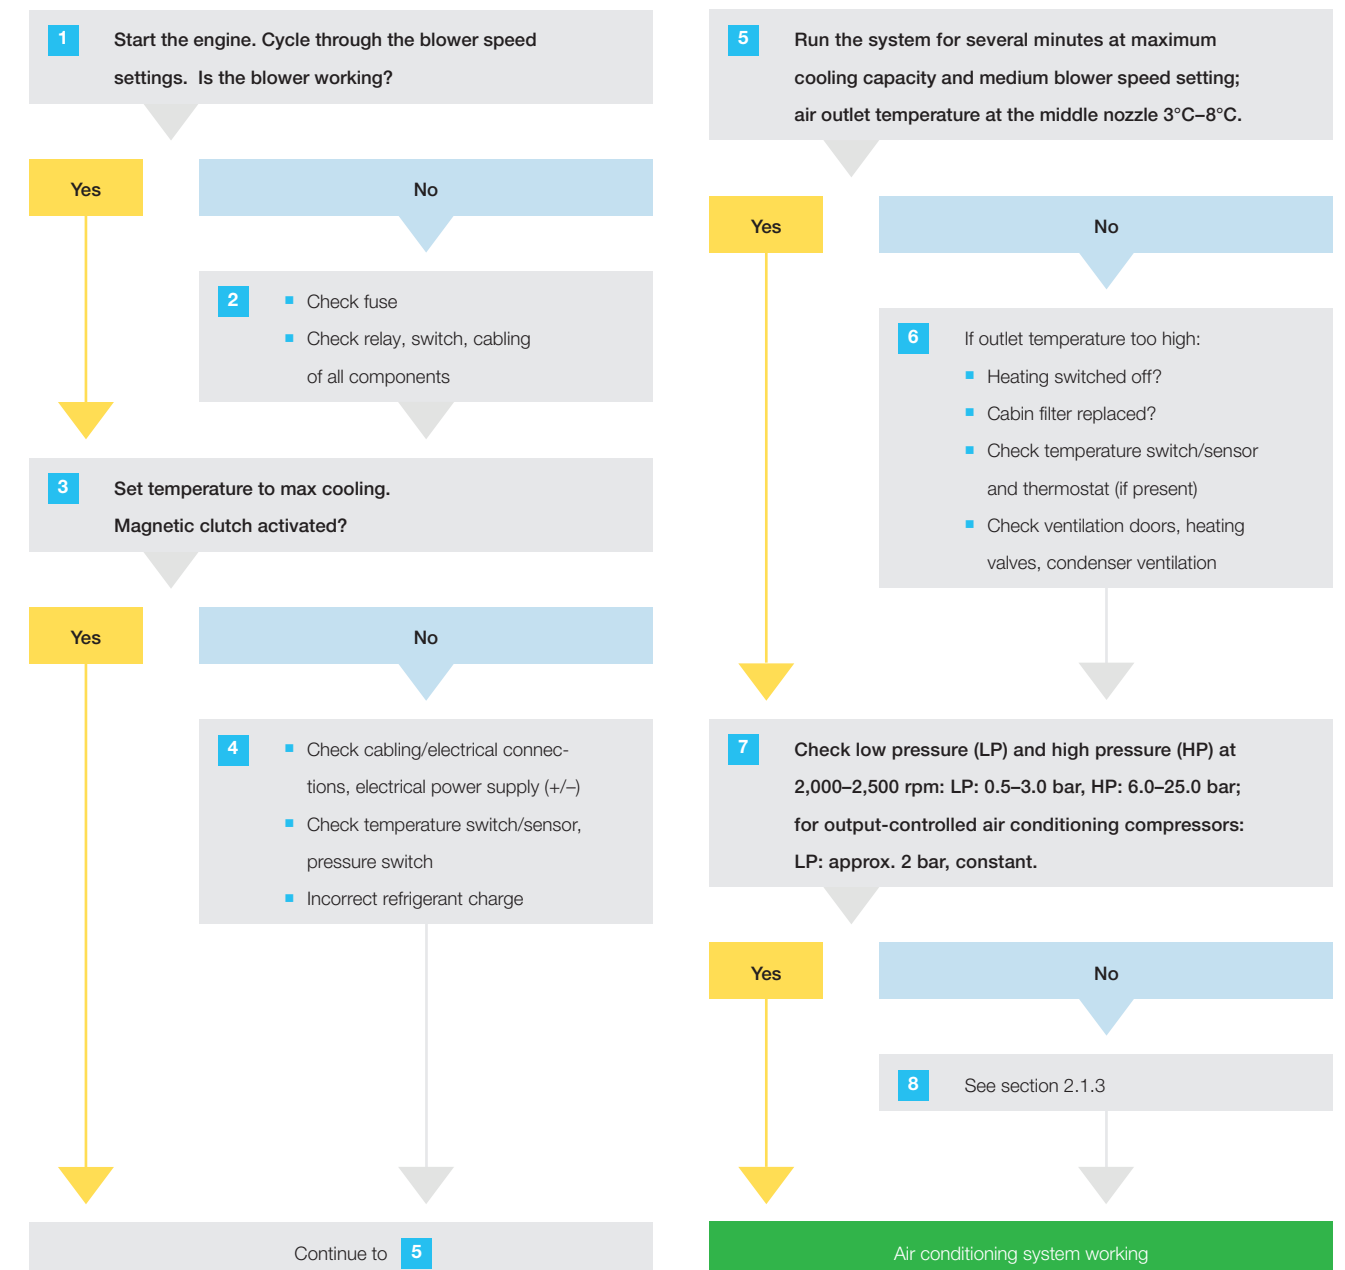 1
Start the engine. Cycle through the blower speed
settings. Is the blower working?
Yes
No
2
Check fuse
Check relay, switch, cabling
of all components
3
Set temperature to max cooling.
Magnetic clutch activated?
Yes
No
4
Check cabling/electrical connec-
tions, electrical power supply (+/–)
Check temperature switch/sensor,
pressure switch
Incorrect refrigerant charge
Continue to 5
5
Run the system for several minutes at maximum
cooling capacity and medium blower speed setting;
air outlet temperature at the middle nozzle 3°C–8°C.
Yes
No
6
If outlet temperature too high:
Heating switched off?
Cabin filter replaced?
Check temperature switch/sensor
and thermostat (if present)
Check ventilation doors, heating
valves, condenser ventilation
7
Check low pressure (LP) and high pressure (HP) at
2,000–2,500 rpm: LP: 0.5–3.0 bar, HP: 6.0–25.0 bar;
for output-controlled air conditioning compressors:
LP: approx. 2 bar, constant.
Yes
No
8
See section 2.1.3
Air conditioning system working